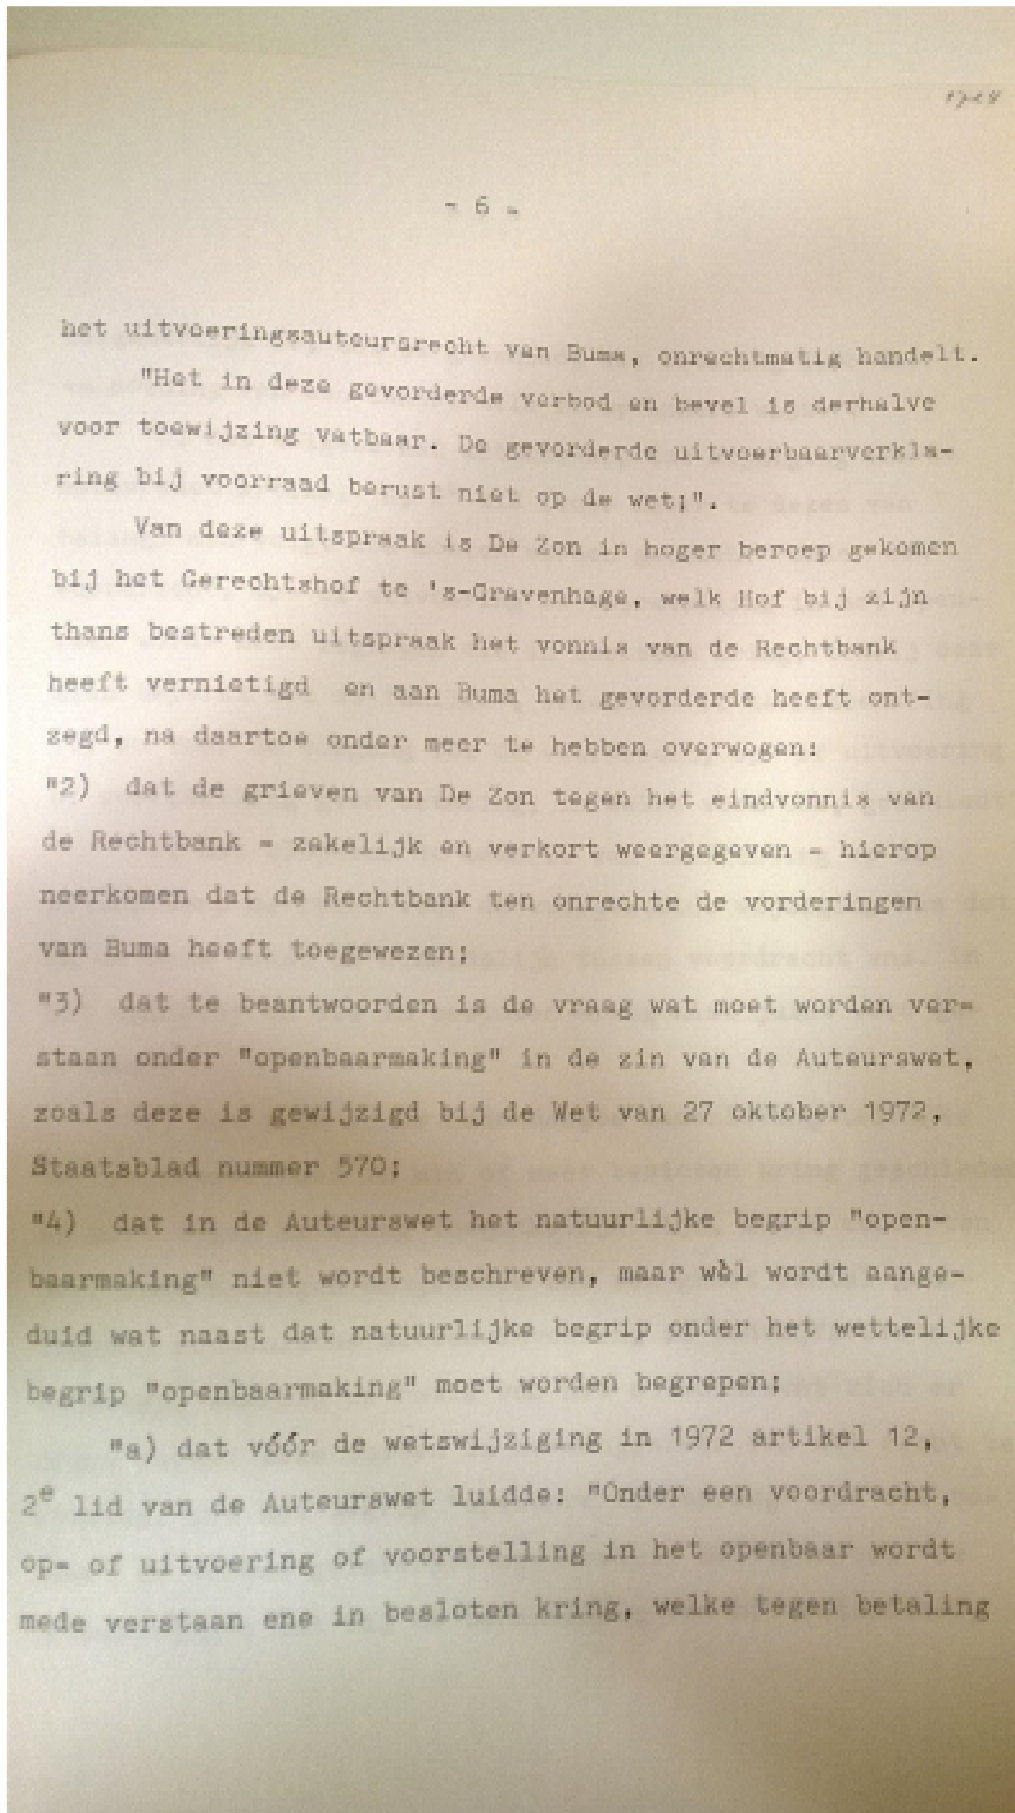 - 6 -
het uitvoeringsauteursrecht van Buma, onrechtmatig handelt.
"Het in deze gevorderde verbod en bevel is derhalve
voor toewijzing vatbaar. De gevorderde uitvoerbaarverkla-
ring bij voorraad berust niet op de wet;".
Van deze uitspraak is De Zon in hoger beroep gekomen
bij het Gerechtshof te 's-Gravenhage, welk Hof bij zijn
thans bestreden uitspraak het vonnis van de Rechtbank
heeft vernietigd en aan Buma het gevorderde heeft ont-
zegd, na daartoe onder meer te hebben overwogen:
"2) dat de grieven van De Zon tegen het eindvonnis van
de Rechtbank - zakelijk en verkort weergegeven - hierop
neerkomen dat de Rechtbank ten onrechte de vorderingen
van Buma heeft toegewezen;
"3) dat te beantwoorden is de vraag wat moet worden ver-
staan onder "openbaarmaking" in de zin van de Auteurswet,
zoals deze is gewijzigd bij de Wet van 27 oktober 1972,
Staatsblad nummer 570;
"4) dat in de Auteurswet het natuurlijke begrip "open-
baarmaking" niet wordt beschreven, maar wèl wordt aange-
duid wat naast dat natuurlijke begrip onder het wettelijke
begrip "openbaarmaking" moet worden begrepen;
"a) dat vóór de wetswijziging in 1972 artikel 12,
2e lid van de Auteurswet luidde: "Onder een voordracht,
op- of uitvoering of voorstelling in het openbaar wordt
mede verstaan ene in besloten kring, welke tegen betaling